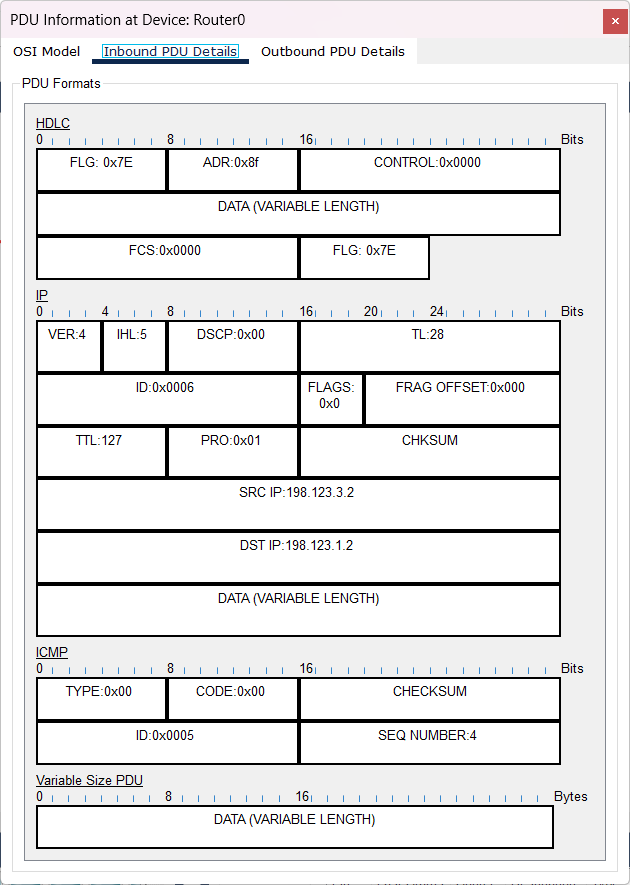 PDU Information at Device: Router0
OSI Model Inbound PDU Details Outbound PDU Details
PDU Formats
HDLC
0 8 16 Bits
FLG: 0x7E ADR:0x8f CONTROL:0x0000
DATA (VARIABLE LENGTH)
FCS:0x0000 FLG: 0x7E
IP
0 4 8 16 20 24 Bits
VER:4 IHL:5 DSCP:0x00 TL:28
ID:0x0006 FLAGS: 0x0 FRAG OFFSET:0x000
TTL:127 PRO:0x01 CHKSUM
SRC IP:198.123.3.2
DST IP:198.123.1.2
DATA (VARIABLE LENGTH)
ICMP
0 8 16 Bits
TYPE:0x00 CODE:0x00 CHECKSUM
ID:0x0005 SEQ NUMBER:4
Variable Size PDU
0 8 16 Bytes
DATA (VARIABLE LENGTH)